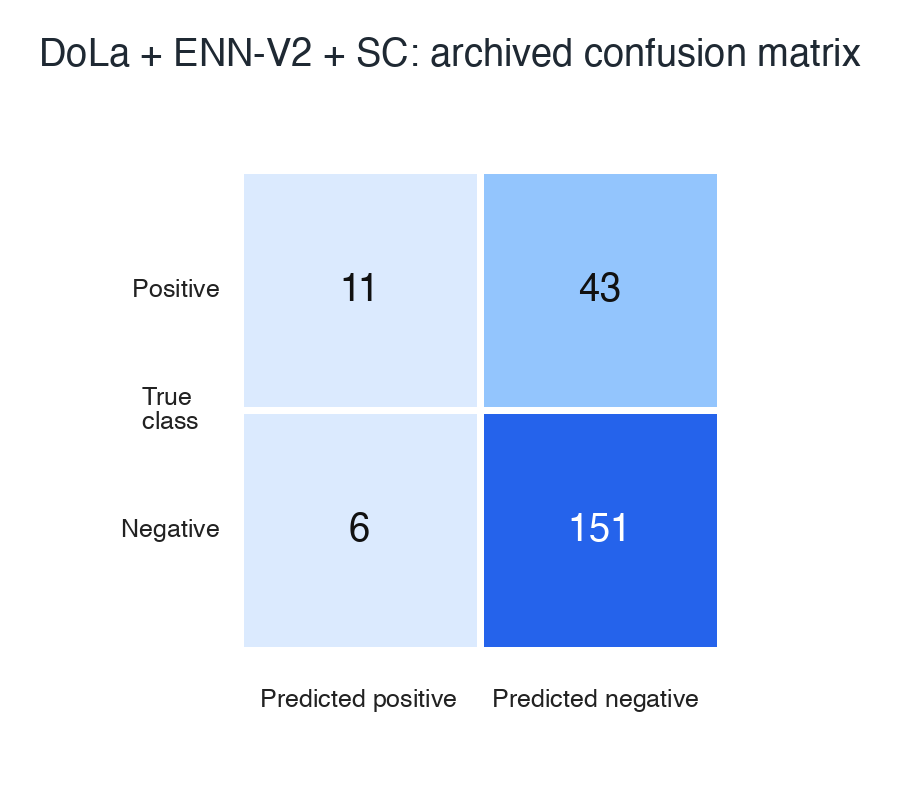 DoLa + ENN-V2 + SC: archived confusion matrix
Positive
11
43
True
class
Negative
6
151
Predicted positive
Predicted negative